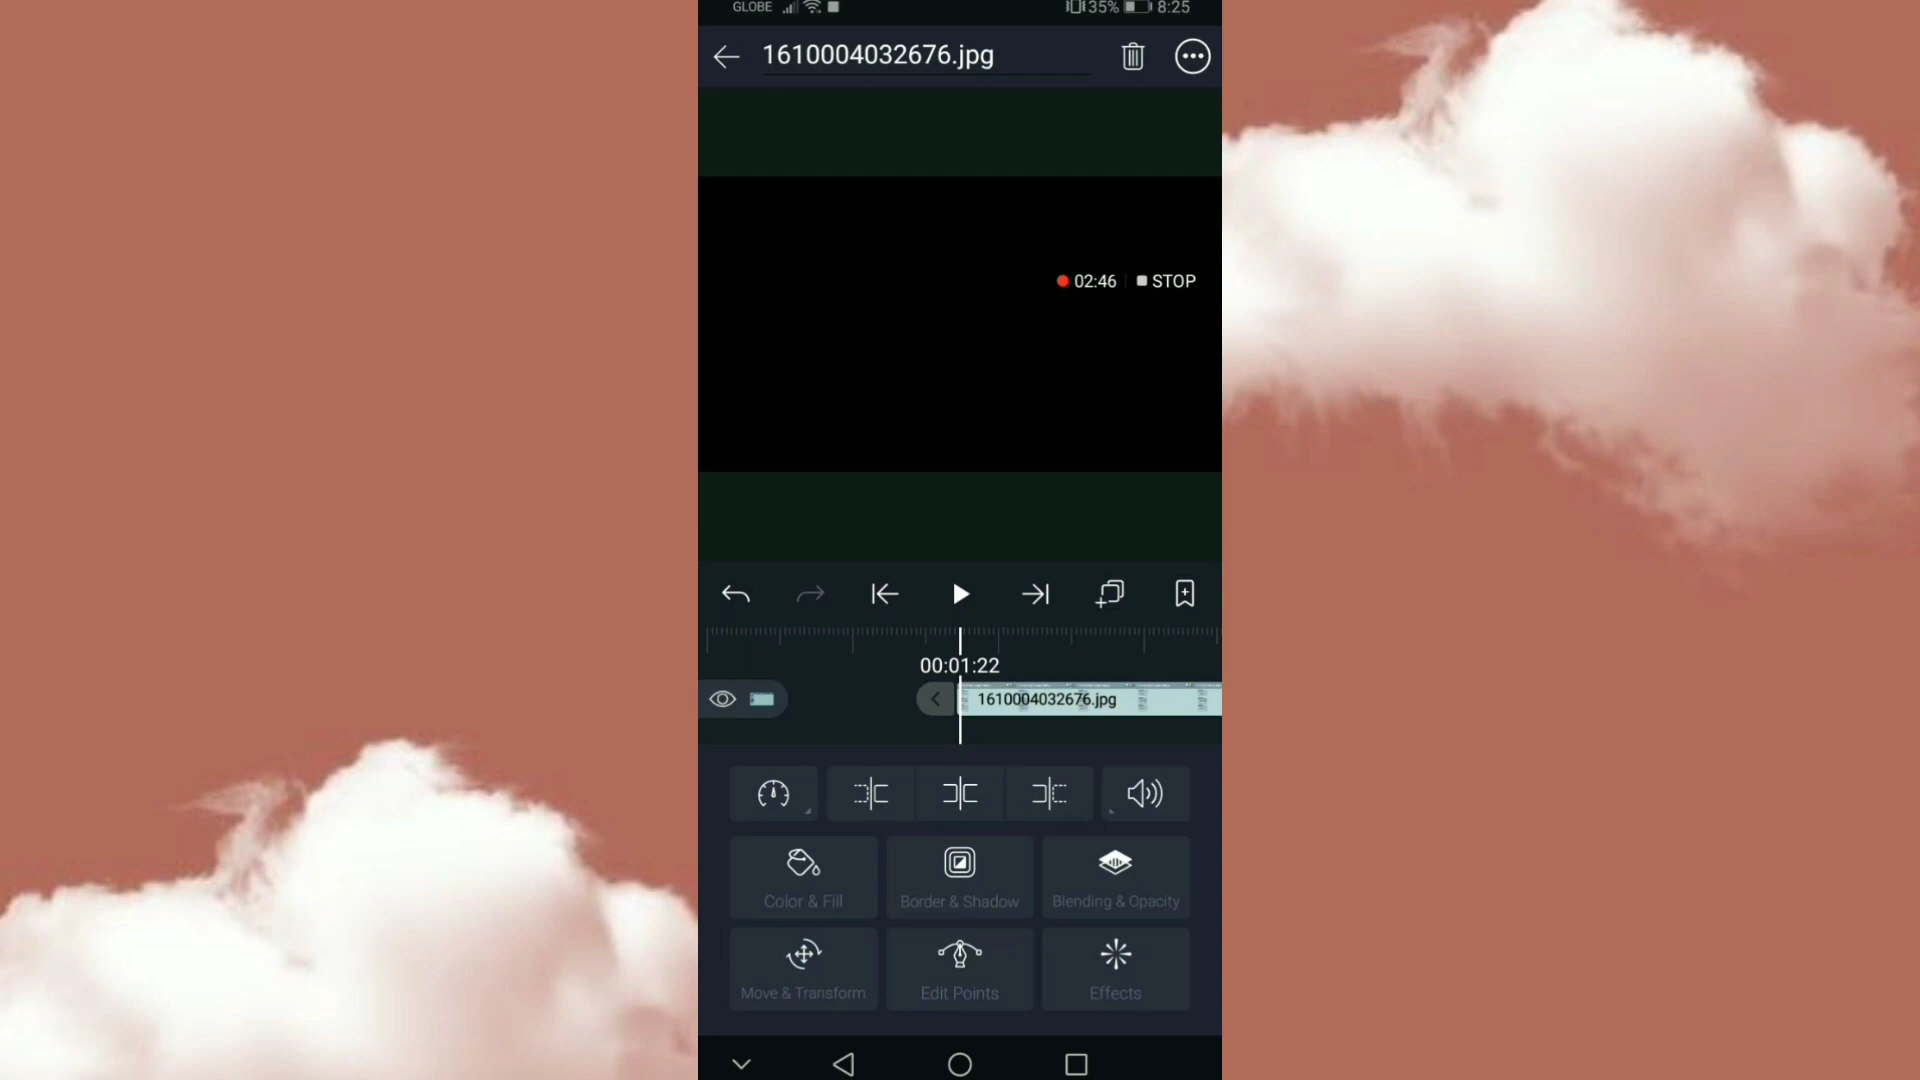 GLOBE 35% 8:25
1610004032676.jpg
02:46 STOP
00:01:22
1610004032676.jpg
Color & Fill Border & Shadow Blending & Opacity
Move & Transform Edit Points Effects